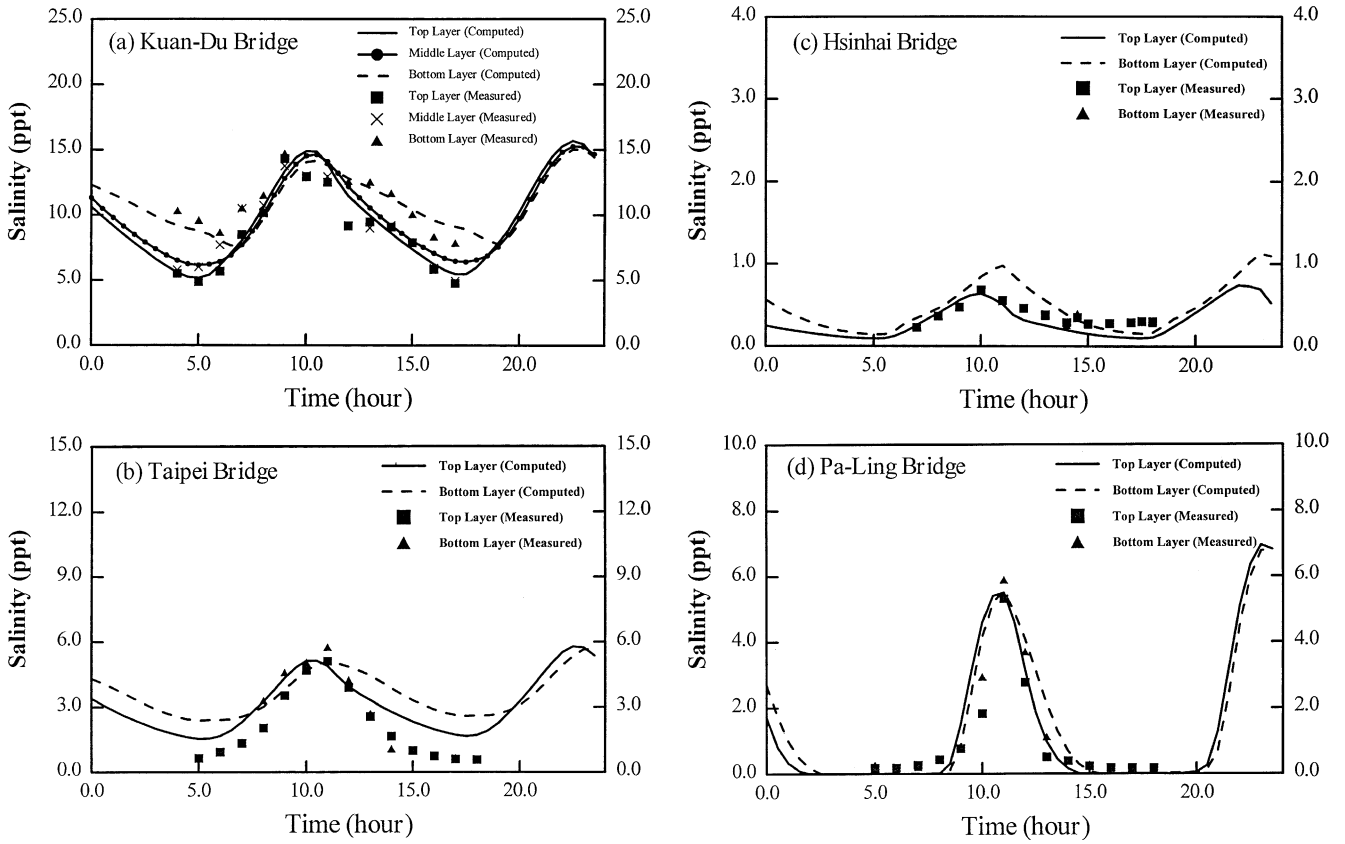 (a) Kuan-Du Bridge
Top Layer (Computed)
Middle Layer (Computed)
Bottom Layer (Computed)
Top Layer (Measured)
Middle Layer (Measured)
Bottom Layer (Measured)
25.0
20.0
15.0
10.0
5.0
0.0
25.0
20.0
15.0
10.0
5.0
0.0
Salinity (ppt)
0.0 5.0 10.0 15.0 20.0
Time (hour)
(c) Hsinhai Bridge
Top Layer (Computed)
Bottom Layer (Computed)
Top Layer (Measured)
Bottom Layer (Measured)
4.0
3.0
2.0
1.0
0.0
4.0
3.0
2.0
1.0
0.0
Salinity (ppt)
0.0 5.0 10.0 15.0 20.0
Time (hour)
(b) Taipei Bridge
Top Layer (Computed)
Bottom Layer (Computed)
Top Layer (Measured)
Bottom Layer (Measured)
15.0
12.0
9.0
6.0
3.0
0.0
15.0
12.0
9.0
6.0
3.0
0.0
Salinity (ppt)
0.0 5.0 10.0 15.0 20.0
Time (hour)
(d) Pa-Ling Bridge
Top Layer (Computed)
Bottom Layer (Computed)
Top Layer (Measured)
Bottom Layer (Measured)
10.0
8.0
6.0
4.0
2.0
0.0
10.0
8.0
6.0
4.0
2.0
0.0
Salinity (ppt)
0.0 5.0 10.0 15.0 20.0
Time (hour)